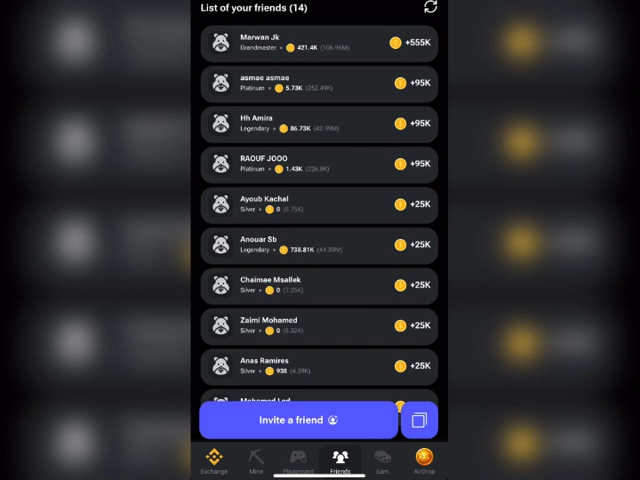 List of your friends (14)
Marwan Jk
Grandmaster • 421.4K (106.96M)
+555K
asmae asmae
Platinum • 5.73K (252.49K)
+95K
Hh Amira
Legendary • 86.73K (42.99M)
+95K
RAOUF JOOO
Platinum • 1.43K (226.8K)
+95K
Ayoub Kachal
Silver • 0 (5.75K)
+25K
Anouar Sb
Legendary • 738.81K (44.09M)
+25K
Chaimae Msallek
Silver • 0 (7.25K)
+25K
Zaimi Mohamed
Silver • 0 (8.32K)
+25K
Anas Ramires
Silver • 938 (4.39K)
+25K
Invite a friend
Exchange
Mine
Playground
Friends
Earn
AirDrop